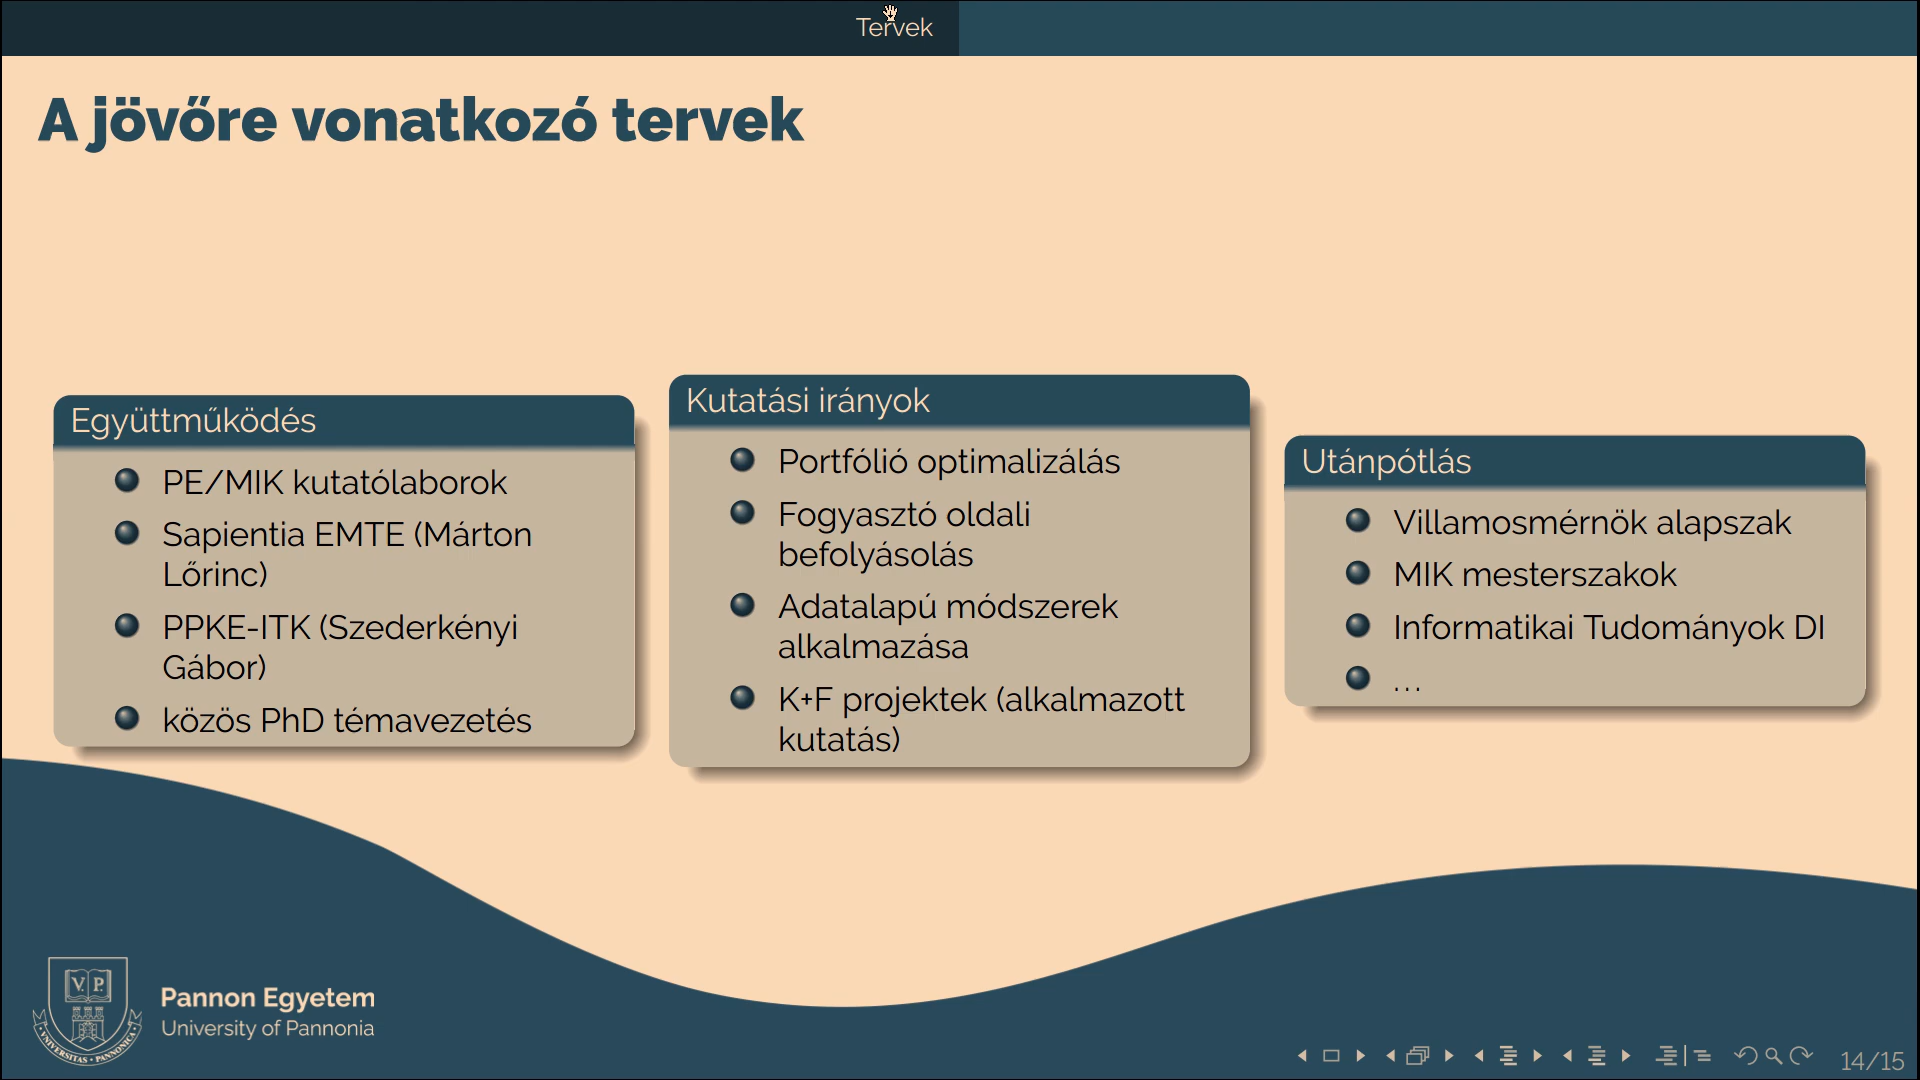 Tervek
A jövőre vonatkozó tervek
Együttműködés
PE/MIK kutatólaborok
Sapientia EMTE (Márton
Lőrinc)
PPKE-ITK (Szederkényi
Gábor)
közös PhD témavezetés
Kutatási irányok
Portfólió optimalizálás
Fogyasztó oldali
befolyásolás
Adatalapú módszerek
alkalmazása
K+F projektek (alkalmazott
kutatás)
Utánpótlás
Villamosmérnök alapszak
MIK mesterszakok
Informatikai Tudományok DI
...
V. P.
UNIVERSITAS · PANNONICA
Pannon Egyetem
University of Pannonia
14/15